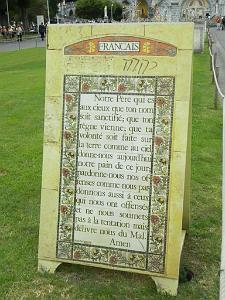 FRANÇAIS
Notre Père qui es
aux cieux que ton nom
soit sanctifié; que ton
règne vienne; que ta
volonté soit faite sur
la terre comme au ciel
donne-nous aujourd'hui
notre pain de ce jour
pardonne-nous nos of-
fenses comme nous par-
donnons aussi à ceux
qui nous ont offensés
et ne nous soumets
pas à la tentation mais
délivre nous du Mal.
Amen